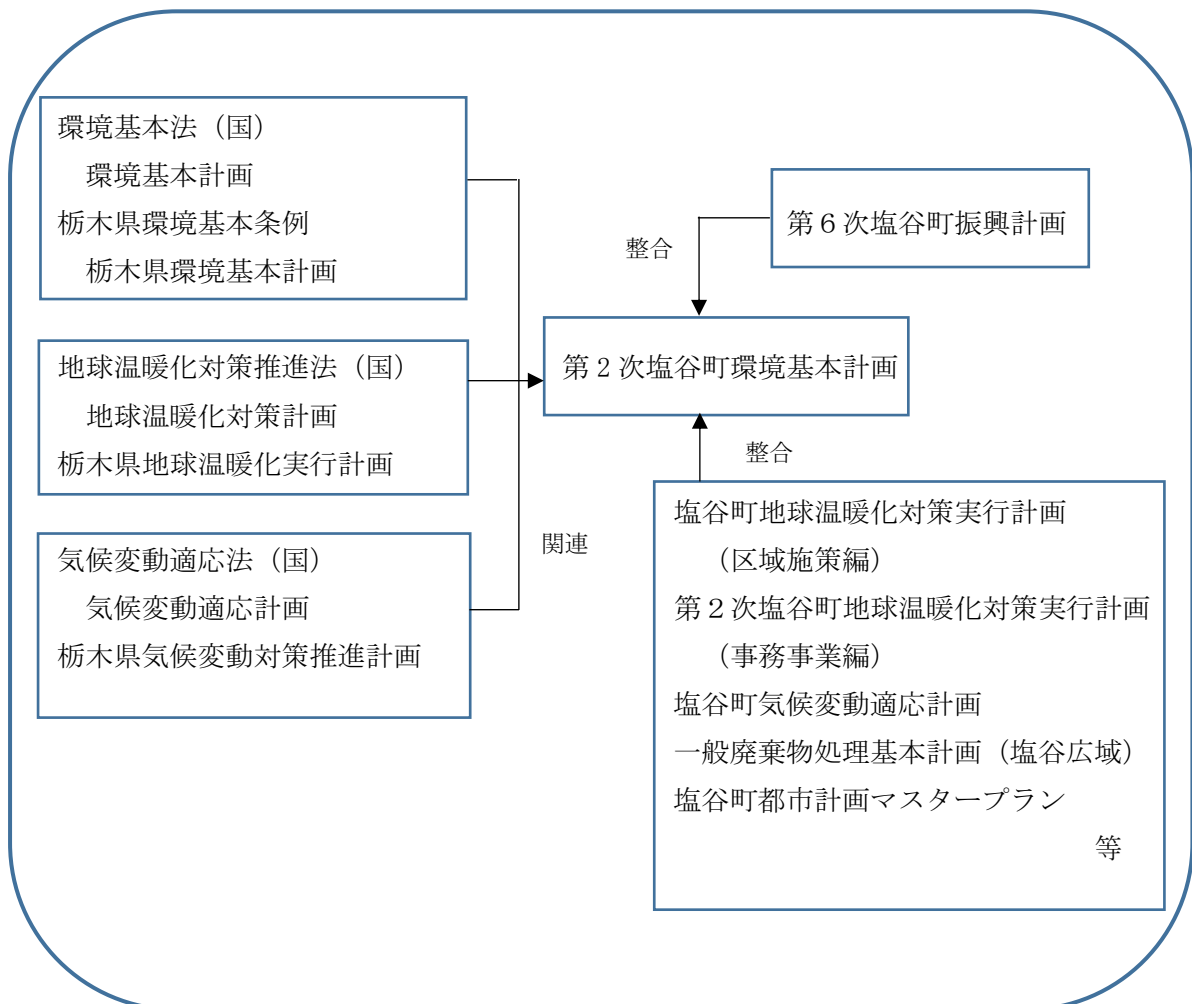 環境基本法（国）
環境基本計画
栃木県環境基本条例
栃木県環境基本計画
地球温暖化対策推進法（国）
地球温暖化対策計画
栃木県地球温暖化実行計画
気候変動適応法（国）
気候変動適応計画
栃木県気候変動対策推進計画
関連
第６次塩谷町振興計画
整合
第２次塩谷町環境基本計画
整合
塩谷町地球温暖化対策実行計画
（区域施策編）
第２次塩谷町地球温暖化対策実行計画
（事務事業編）
塩谷町気候変動適応計画
一般廃棄物処理基本計画（塩谷広域）
塩谷町都市計画マスタープラン
等